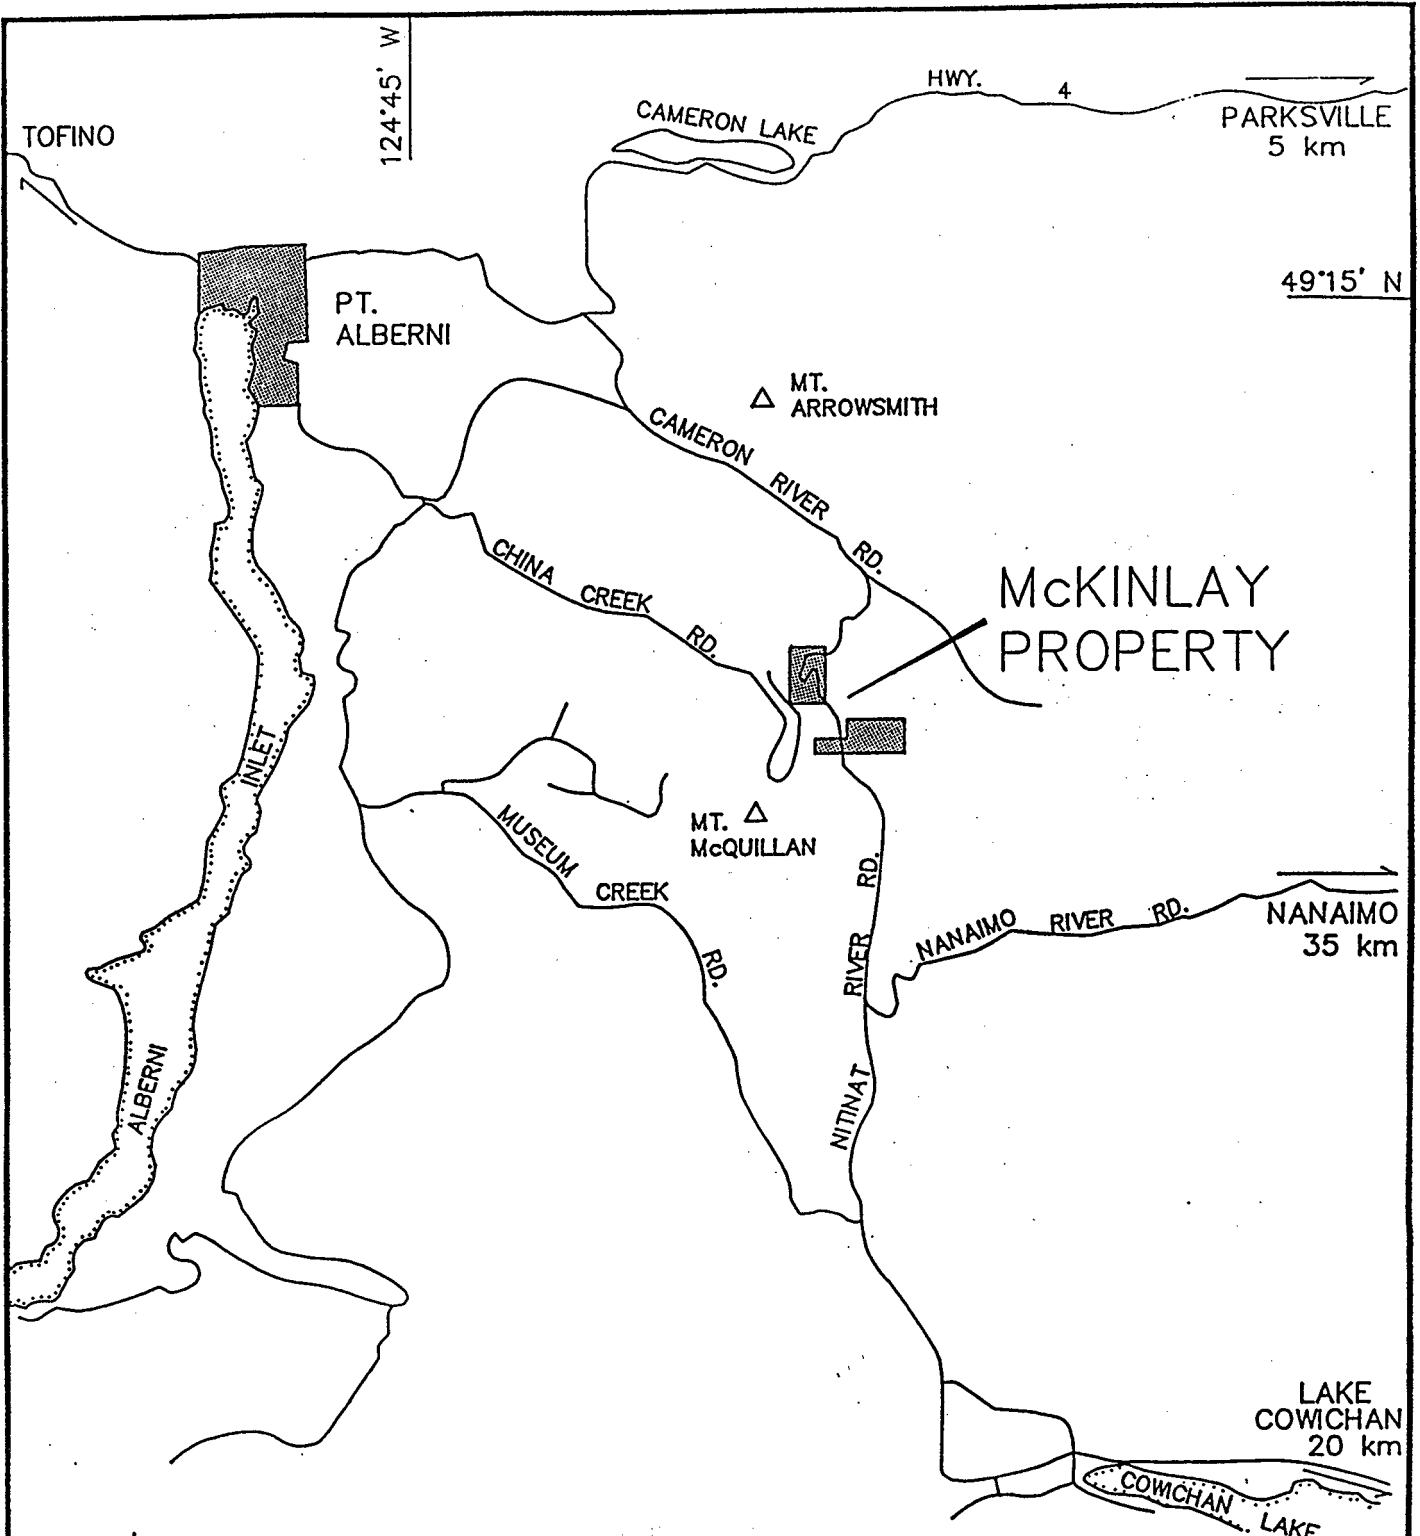 124°45' W
TOFINO
CAMERON LAKE
HWY. 4
PARKSVILLE
5 km
49°15' N
PT.
ALBERNI
MT.
ARROWSMITH
CAMERON RIVER RD.
CHINA CREEK RD.
McKINLAY
PROPERTY
INLET
ALBERNI
MUSEUM CREEK RD.
MT.
McQUILLAN
NITINAT RIVER RD.
NANAIMO RIVER RD.
NANAIMO
35 km
LAKE
COWICHAN
20 km
COWICHAN LAKE